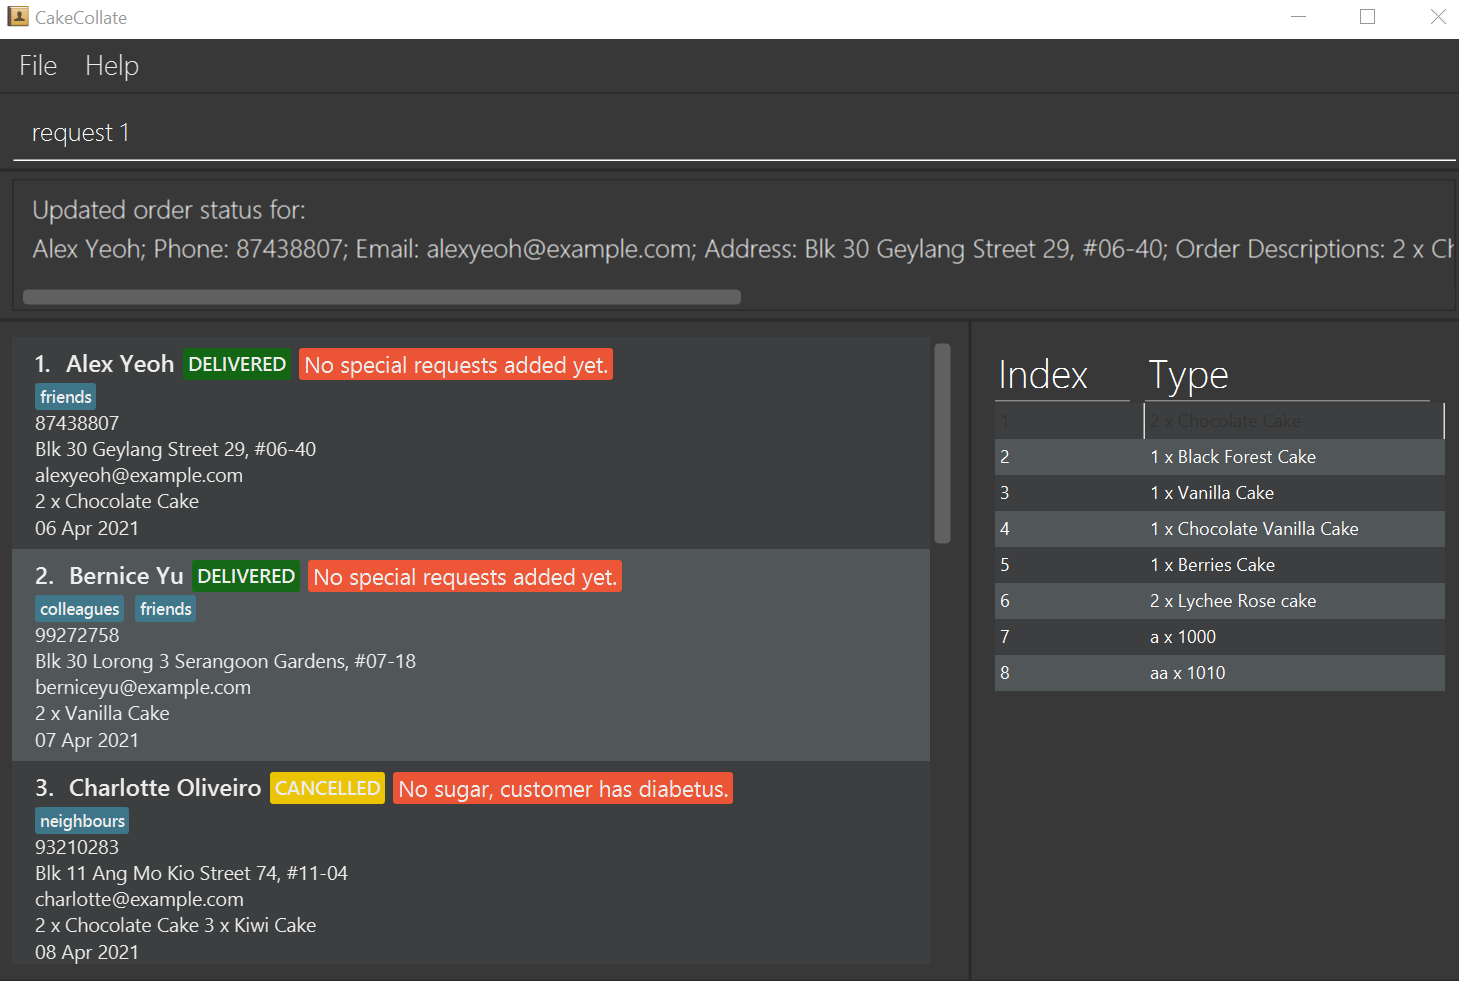 CakeCollate
File Help
request 1
Updated order status for:
Alex Yeoh; Phone: 87438807; Email: alexyeoh@example.com; Address: Blk 30 Geylang Street 29, #06-40; Order Descriptions: 2 x Ch
1. Alex Yeoh DELIVERED No special requests added yet.
friends
87438807
Blk 30 Geylang Street 29, #06-40
alexyeoh@example.com
2 x Chocolate Cake
06 Apr 2021
2. Bernice Yu DELIVERED No special requests added yet.
colleagues friends
99272758
Blk 30 Lorong 3 Serangoon Gardens, #07-18
berniceyu@example.com
2 x Vanilla Cake
07 Apr 2021
3. Charlotte Oliveiro CANCELLED No sugar, customer has diabetus.
neighbours
93210283
Blk 11 Ang Mo Kio Street 74, #11-04
charlotte@example.com
2 x Chocolate Cake 3 x Kiwi Cake
08 Apr 2021
Index Type
1 2 x Chocolate Cake
2 1 x Black Forest Cake
3 1 x Vanilla Cake
4 1 x Chocolate Vanilla Cake
5 1 x Berries Cake
6 2 x Lychee Rose cake
7 a x 1000
8 aa x 1010